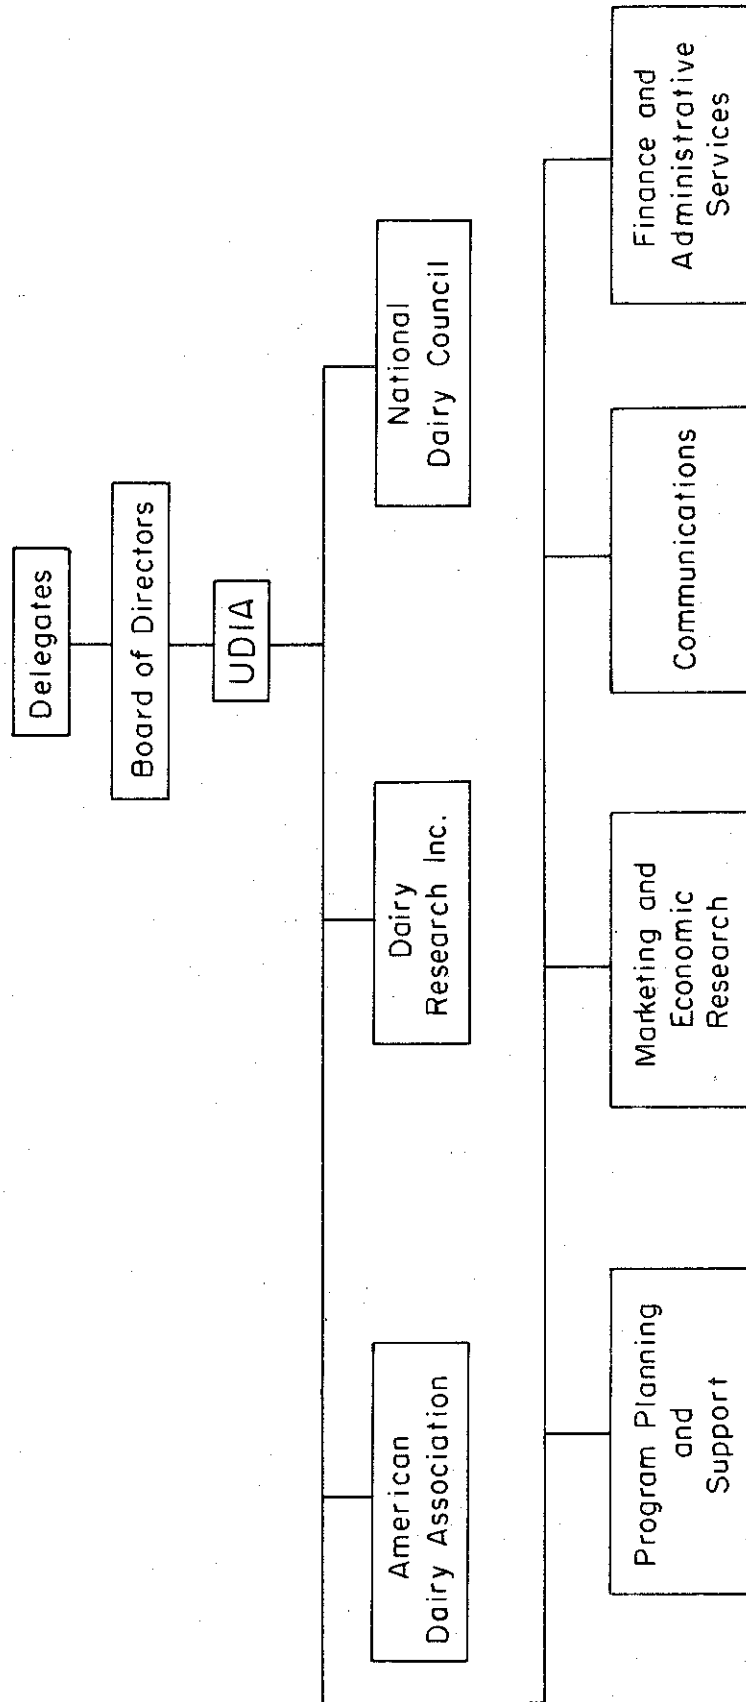 Delegates
Board of Directors
UDIA
American
Dairy Association
Dairy
Research Inc.
National
Dairy Council
Program Planning
and
Support
Marketing and
Economic
Research
Communications
Finance and
Administrative
Services